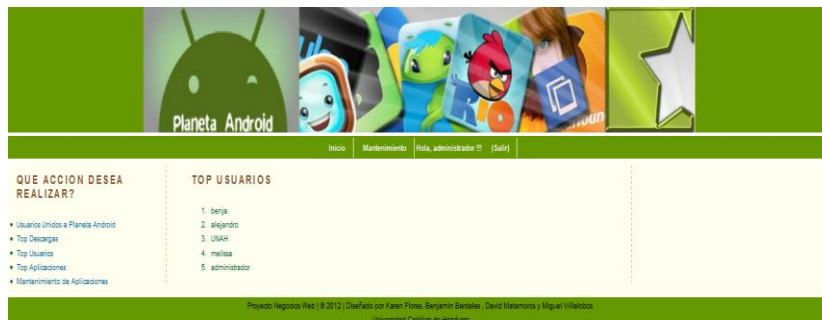 Planeta Android
RIO
Inicio Mantenimiento Hola, administrador !!! (Salir)
QUE ACCION DESEA
REALIZAR?
Usuarios Unidos a Planeta Android
Top Descargas
Top Usuarios
Top Aplicaciones
Mantenimiento de Aplicaciones
TOP USUARIOS
1. benja
2. alejandro
3. UNAH
4. melissa
5. administrador
Proyecto Negocios Web | © 2012 | Diseñado por Karen Flores, Benjamin Bardales , David Matamoros y Miguel Villalobos
Universidad Católica de Honduras